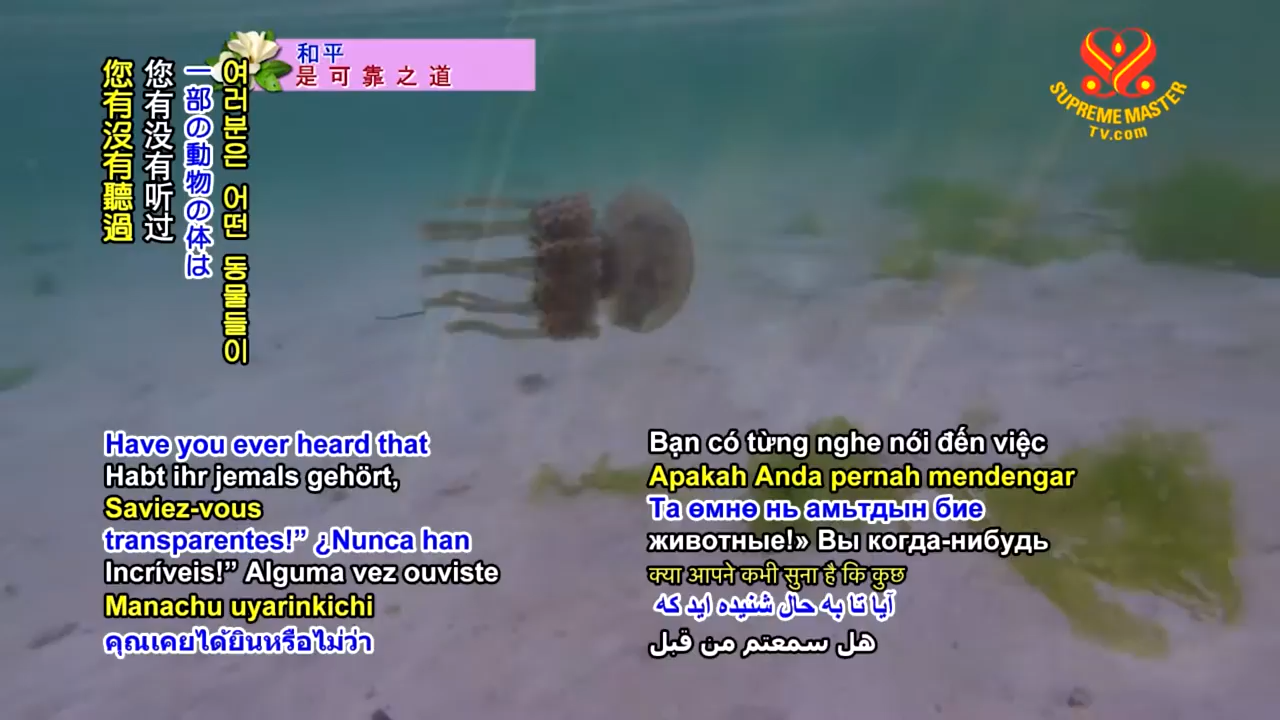 和平
是可靠之道
SUPREME MASTER
TV.com
여러분은 어떤 동물들이
一部の動物の体は
您有没有听过
您有沒有聽過
Have you ever heard that
Habt ihr jemals gehört,
Saviez-vous
transparentes!” ¿Nunca han
Incríveis!” Alguma vez ouviste
Manachu uyarinkichi
คุณเคยได้ยินหรือไม่ว่า
Bạn có từng nghe nói đến việc
Apakah Anda pernah mendengar
Та өмнө нь амьтдын бие
животные!» Вы когда-нибудь
क्या आपने कभी सुना है कि कुछ
آیا تا به حال شنیده اید که
هل سمعتم من قبل